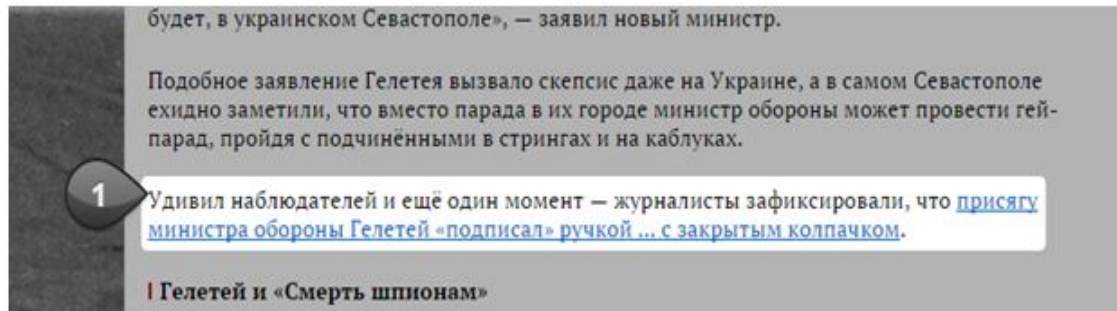 будет, в украинском Севастополе», — заявил новый министр.
Подобное заявление Гелетея вызвало скепсис даже на Украине, а в самом Севастополе
ехидно заметили, что вместо парада в их городе министр обороны может провести гей-
парад, пройдя с подчинёнными в стрингах и на каблуках.
1
Удивил наблюдателей и ещё один момент — журналисты зафиксировали, что присягу
министра обороны Гелетей «подписал» ручкой ... с закрытым колпачком.
Гелетей и «Смерть шпионам»